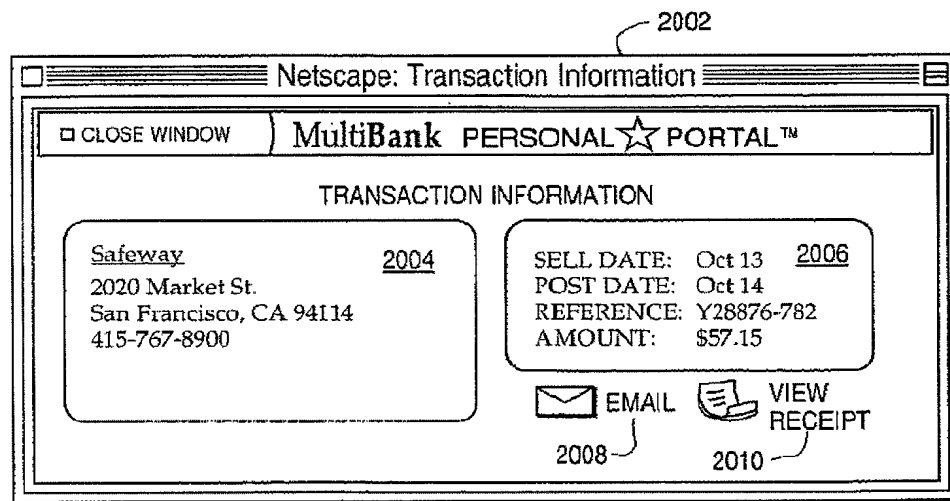 2002
Netscape: Transaction Information
CLOSE WINDOW
MultiBank PERSONAL PORTAL™
TRANSACTION INFORMATION
Safeway 2004
2020 Market St.
San Francisco, CA 94114
415-767-8900
SELL DATE: Oct 13 2006
POST DATE: Oct 14
REFERENCE: Y28876-782
AMOUNT: $57.15
EMAIL
2008
VIEW
RECEIPT
2010